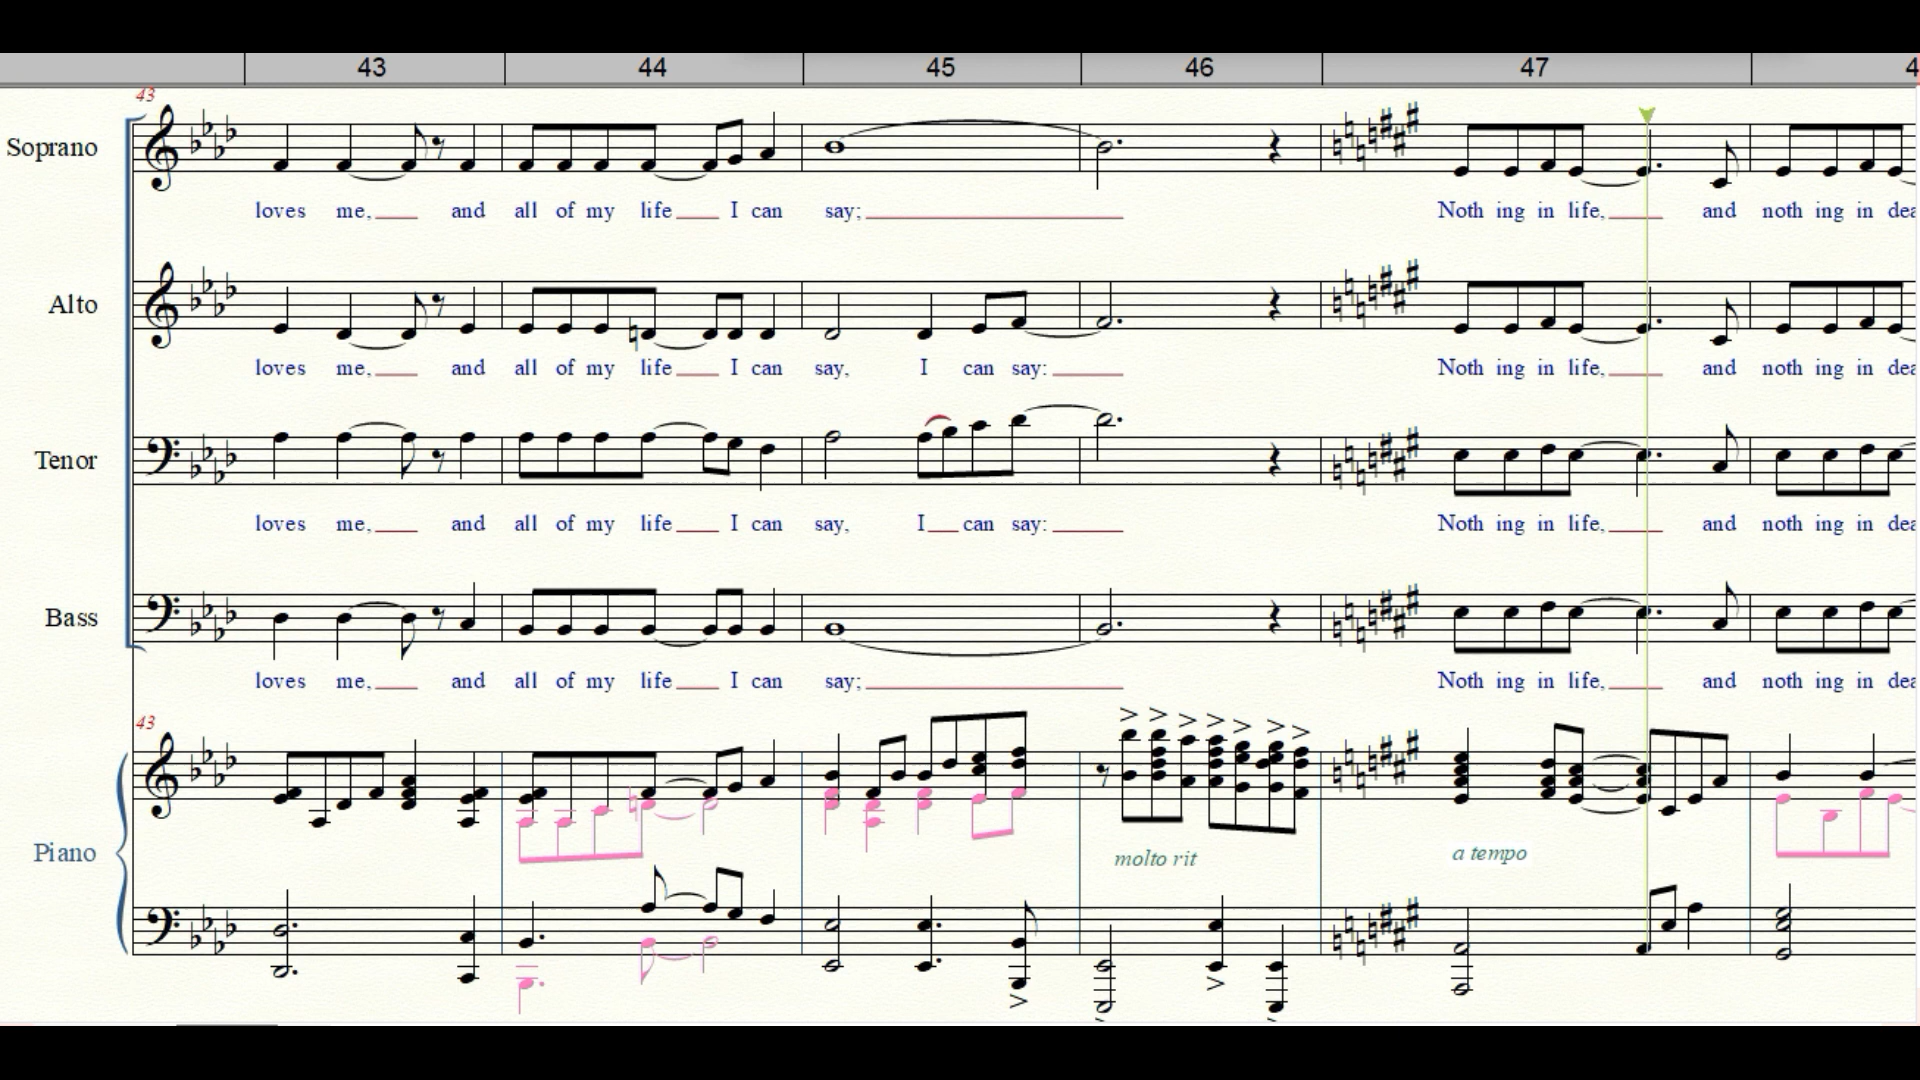 43 44 45 46 47 4
43
Soprano
loves me, and all of my life I can say; Noth ing in life, and noth ing in dea
Alto
loves me, and all of my life I can say, I can say: Noth ing in life, and noth ing in dea
Tenor
loves me, and all of my life I can say, I can say: Noth ing in life, and noth ing in dea
Bass
loves me, and all of my life I can say; Noth ing in life, and noth ing in dea
43
Piano
molto rit a tempo